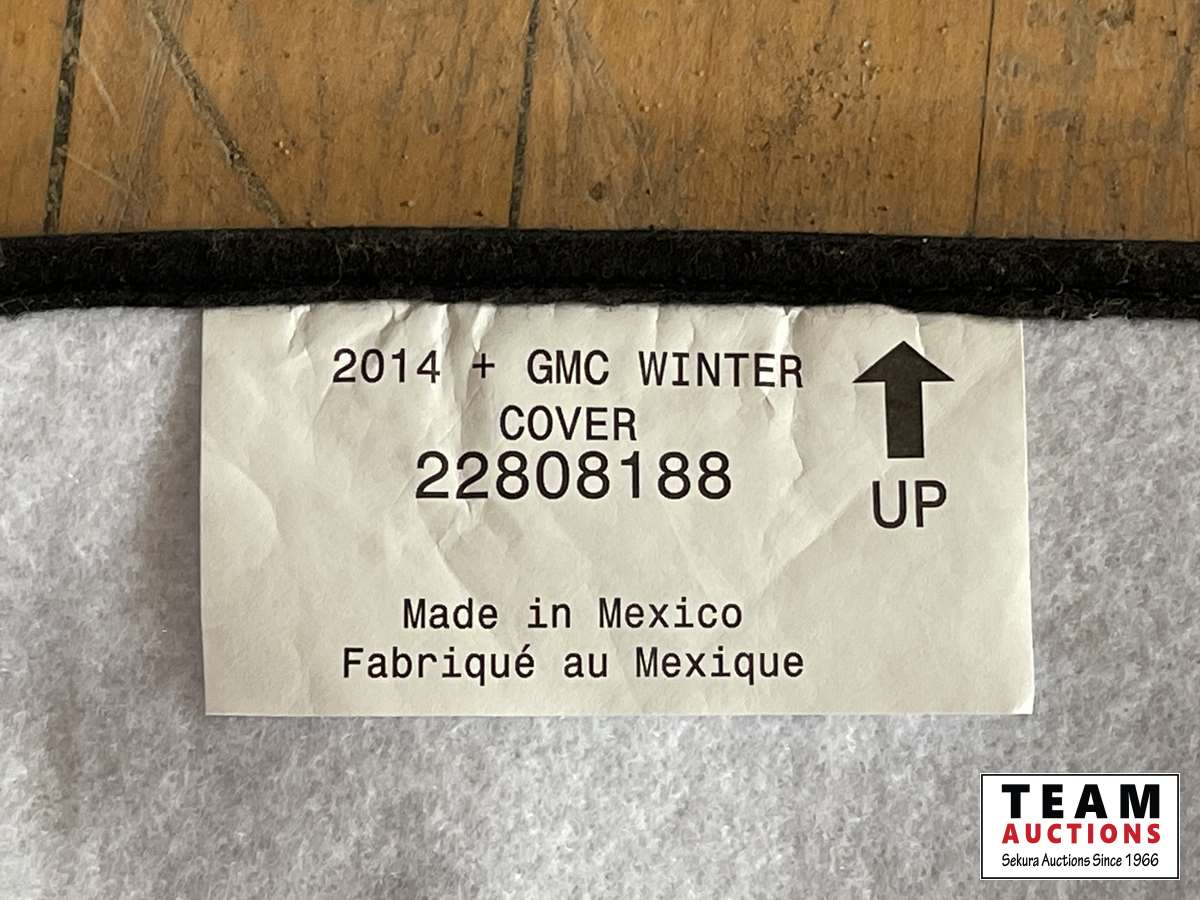 2014 + GMC WINTER
COVER
22808188
UP
Made in Mexico
Fabriqué au Mexique
TEAM
AUCTIONS
Sekura Auctions Since 1966